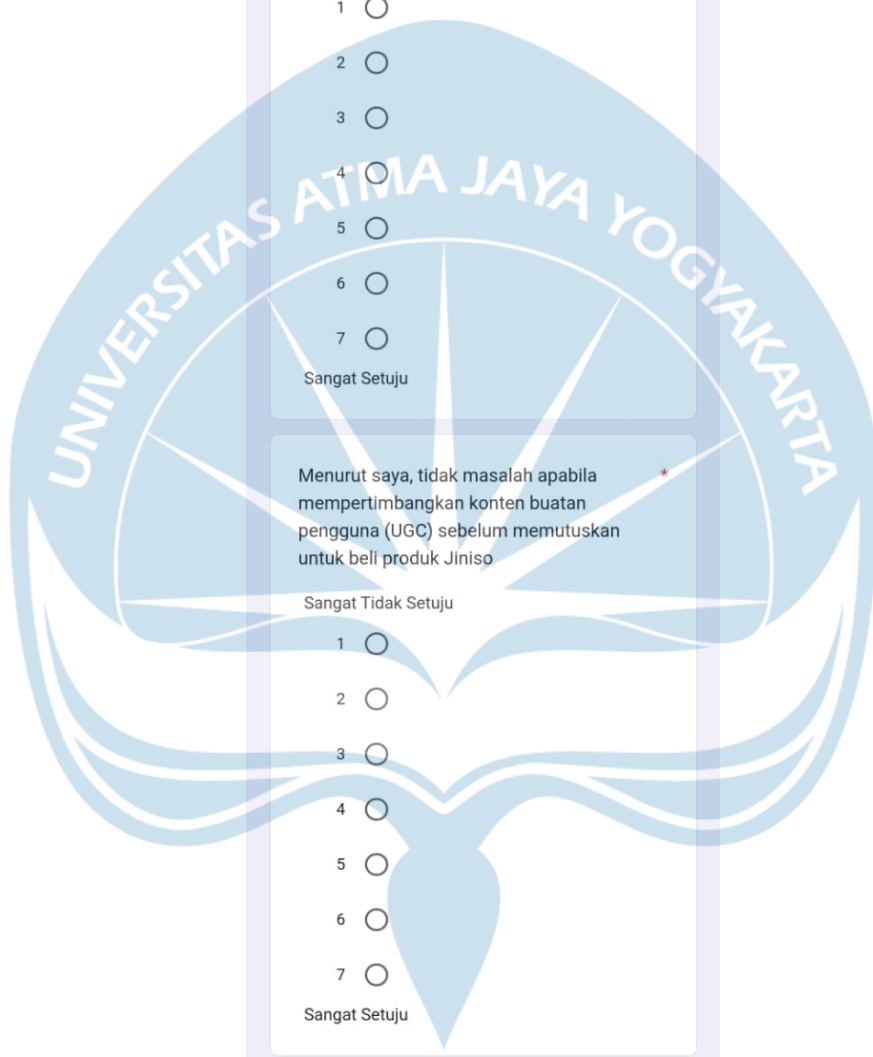 1
2
3
4
5
6
7
Sangat Setuju
UNIVERSITAS ATMA JAYA YOGYAKARTA
Menurut saya, tidak masalah apabila *
mempertimbangkan konten buatan
pengguna (UGC) sebelum memutuskan
untuk beli produk Jiniso
Sangat Tidak Setuju
1
2
3
4
5
6
7
Sangat Setuju